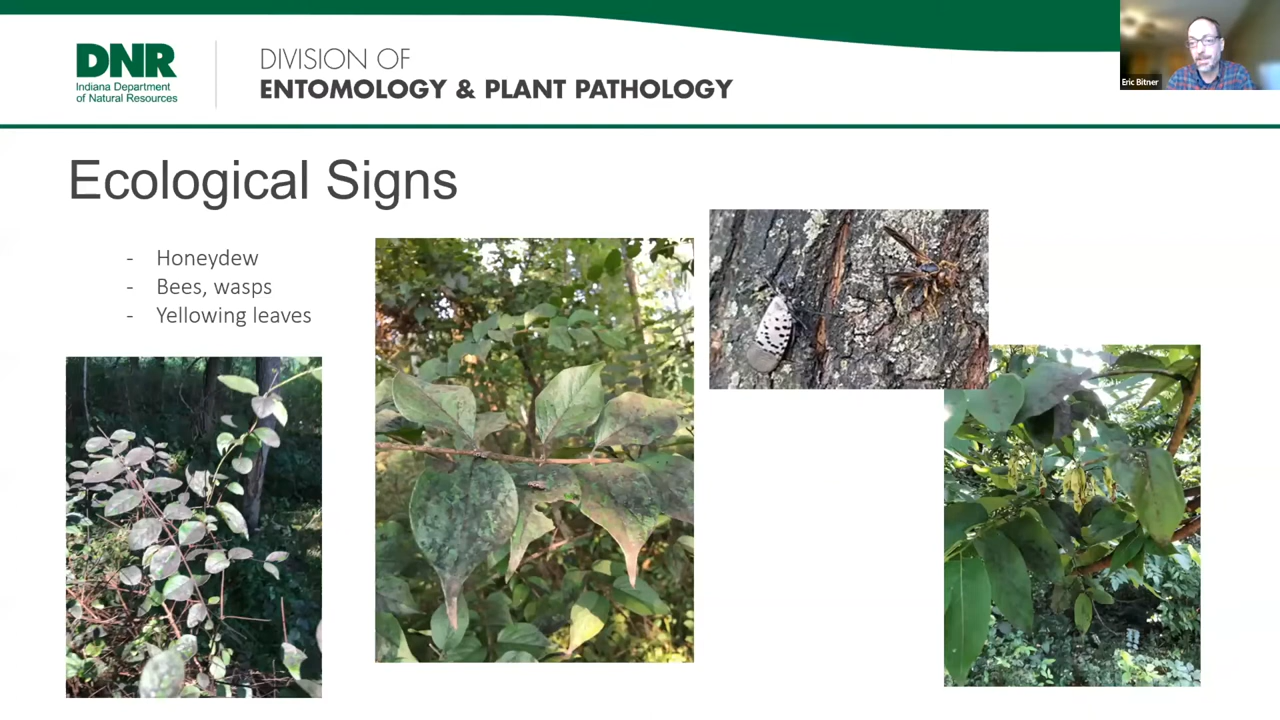 DNR
Indiana Department
of Natural Resources
DIVISION OF
ENTOMOLOGY & PLANT PATHOLOGY
Eric Bitner
Ecological Signs
- Honeydew
- Bees, wasps
- Yellowing leaves